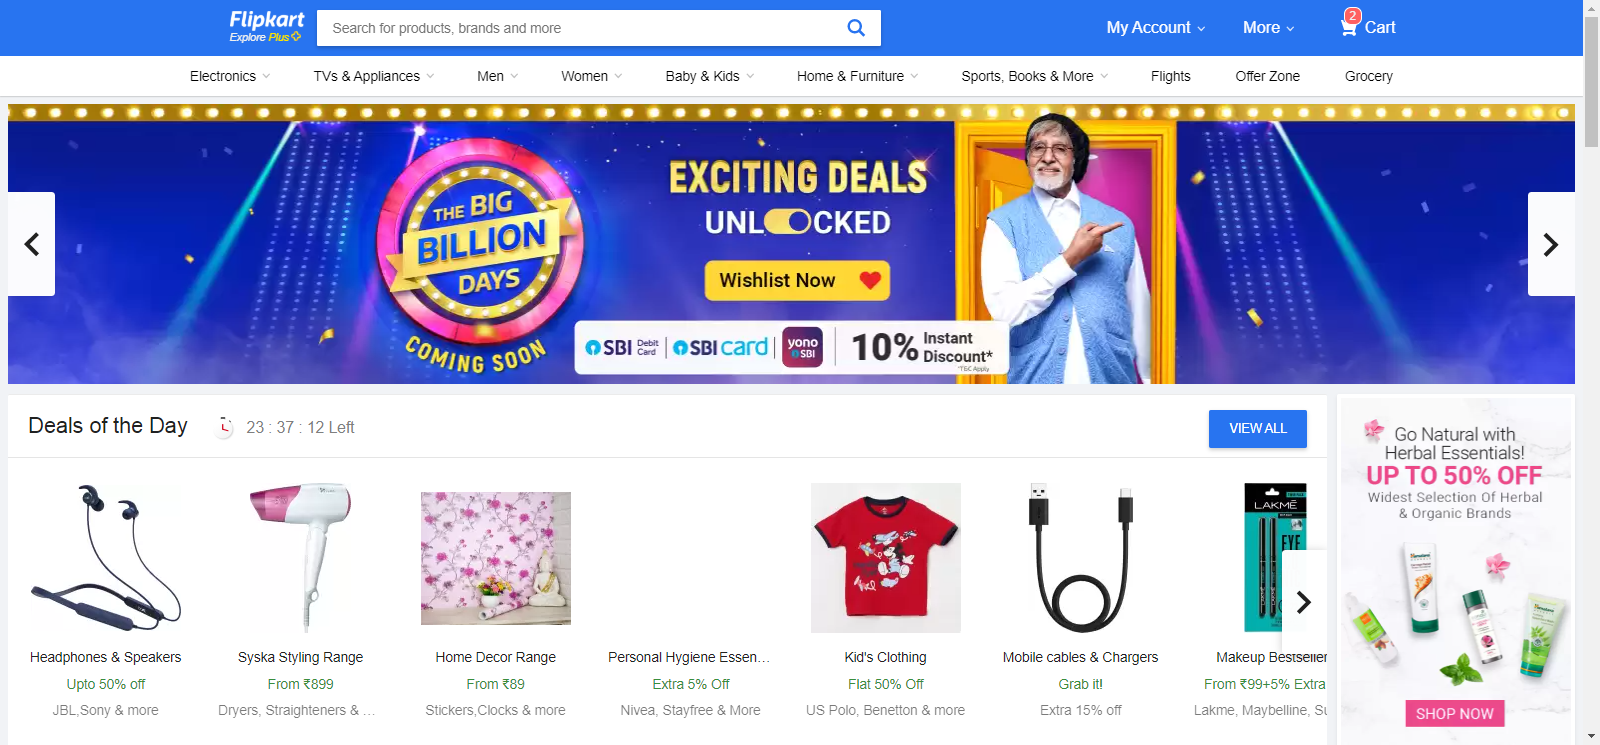 Flipkart
Explore Plus
Search for products, brands and more
My Account
More
2
Cart
Electronics
TVs & Appliances
Men
Women
Baby & Kids
Home & Furniture
Sports, Books & More
Flights
Offer Zone
Grocery
THE BIG
BILLION
DAYS
COMING SOON
EXCITING DEALS
UNLOCKED
Wishlist Now
SBI Debit Card
SBI card
yono
SBI
10% Instant Discount*
*T&C Apply
Deals of the Day
23 : 37 : 12 Left
VIEW ALL
Headphones & Speakers
Upto 50% off
JBL,Sony & more
Syska Styling Range
From ₹899
Dryers, Straighteners & ...
Home Decor Range
From ₹89
Stickers,Clocks & more
Personal Hygiene Essen...
Extra 5% Off
Nivea, Stayfree & More
Kid's Clothing
Flat 50% Off
US Polo, Benetton & more
Mobile cables & Chargers
Grab it!
Extra 15% off
LAKMĒ
EYE
Makeup Bestseller
From ₹99+5% Extra
Lakme, Maybelline, Su
Go Natural with
Herbal Essentials!
UP TO 50% OFF
Widest Selection Of Herbal
& Organic Brands
SHOP NOW